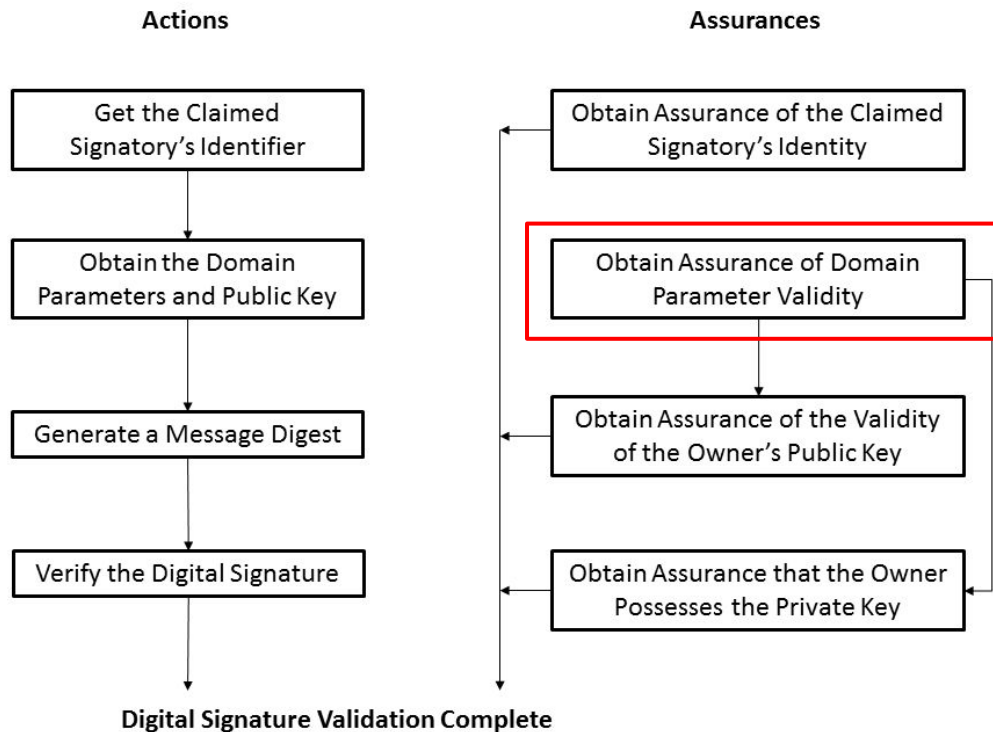 Actions
Assurances
Get the Claimed
Signatory's Identifier
Obtain Assurance of the Claimed
Signatory's Identity
Obtain the Domain
Parameters and Public Key
Obtain Assurance of Domain
Parameter Validity
Generate a Message Digest
Obtain Assurance of the Validity
of the Owner's Public Key
Verify the Digital Signature
Obtain Assurance that the Owner
Possesses the Private Key
Digital Signature Validation Complete